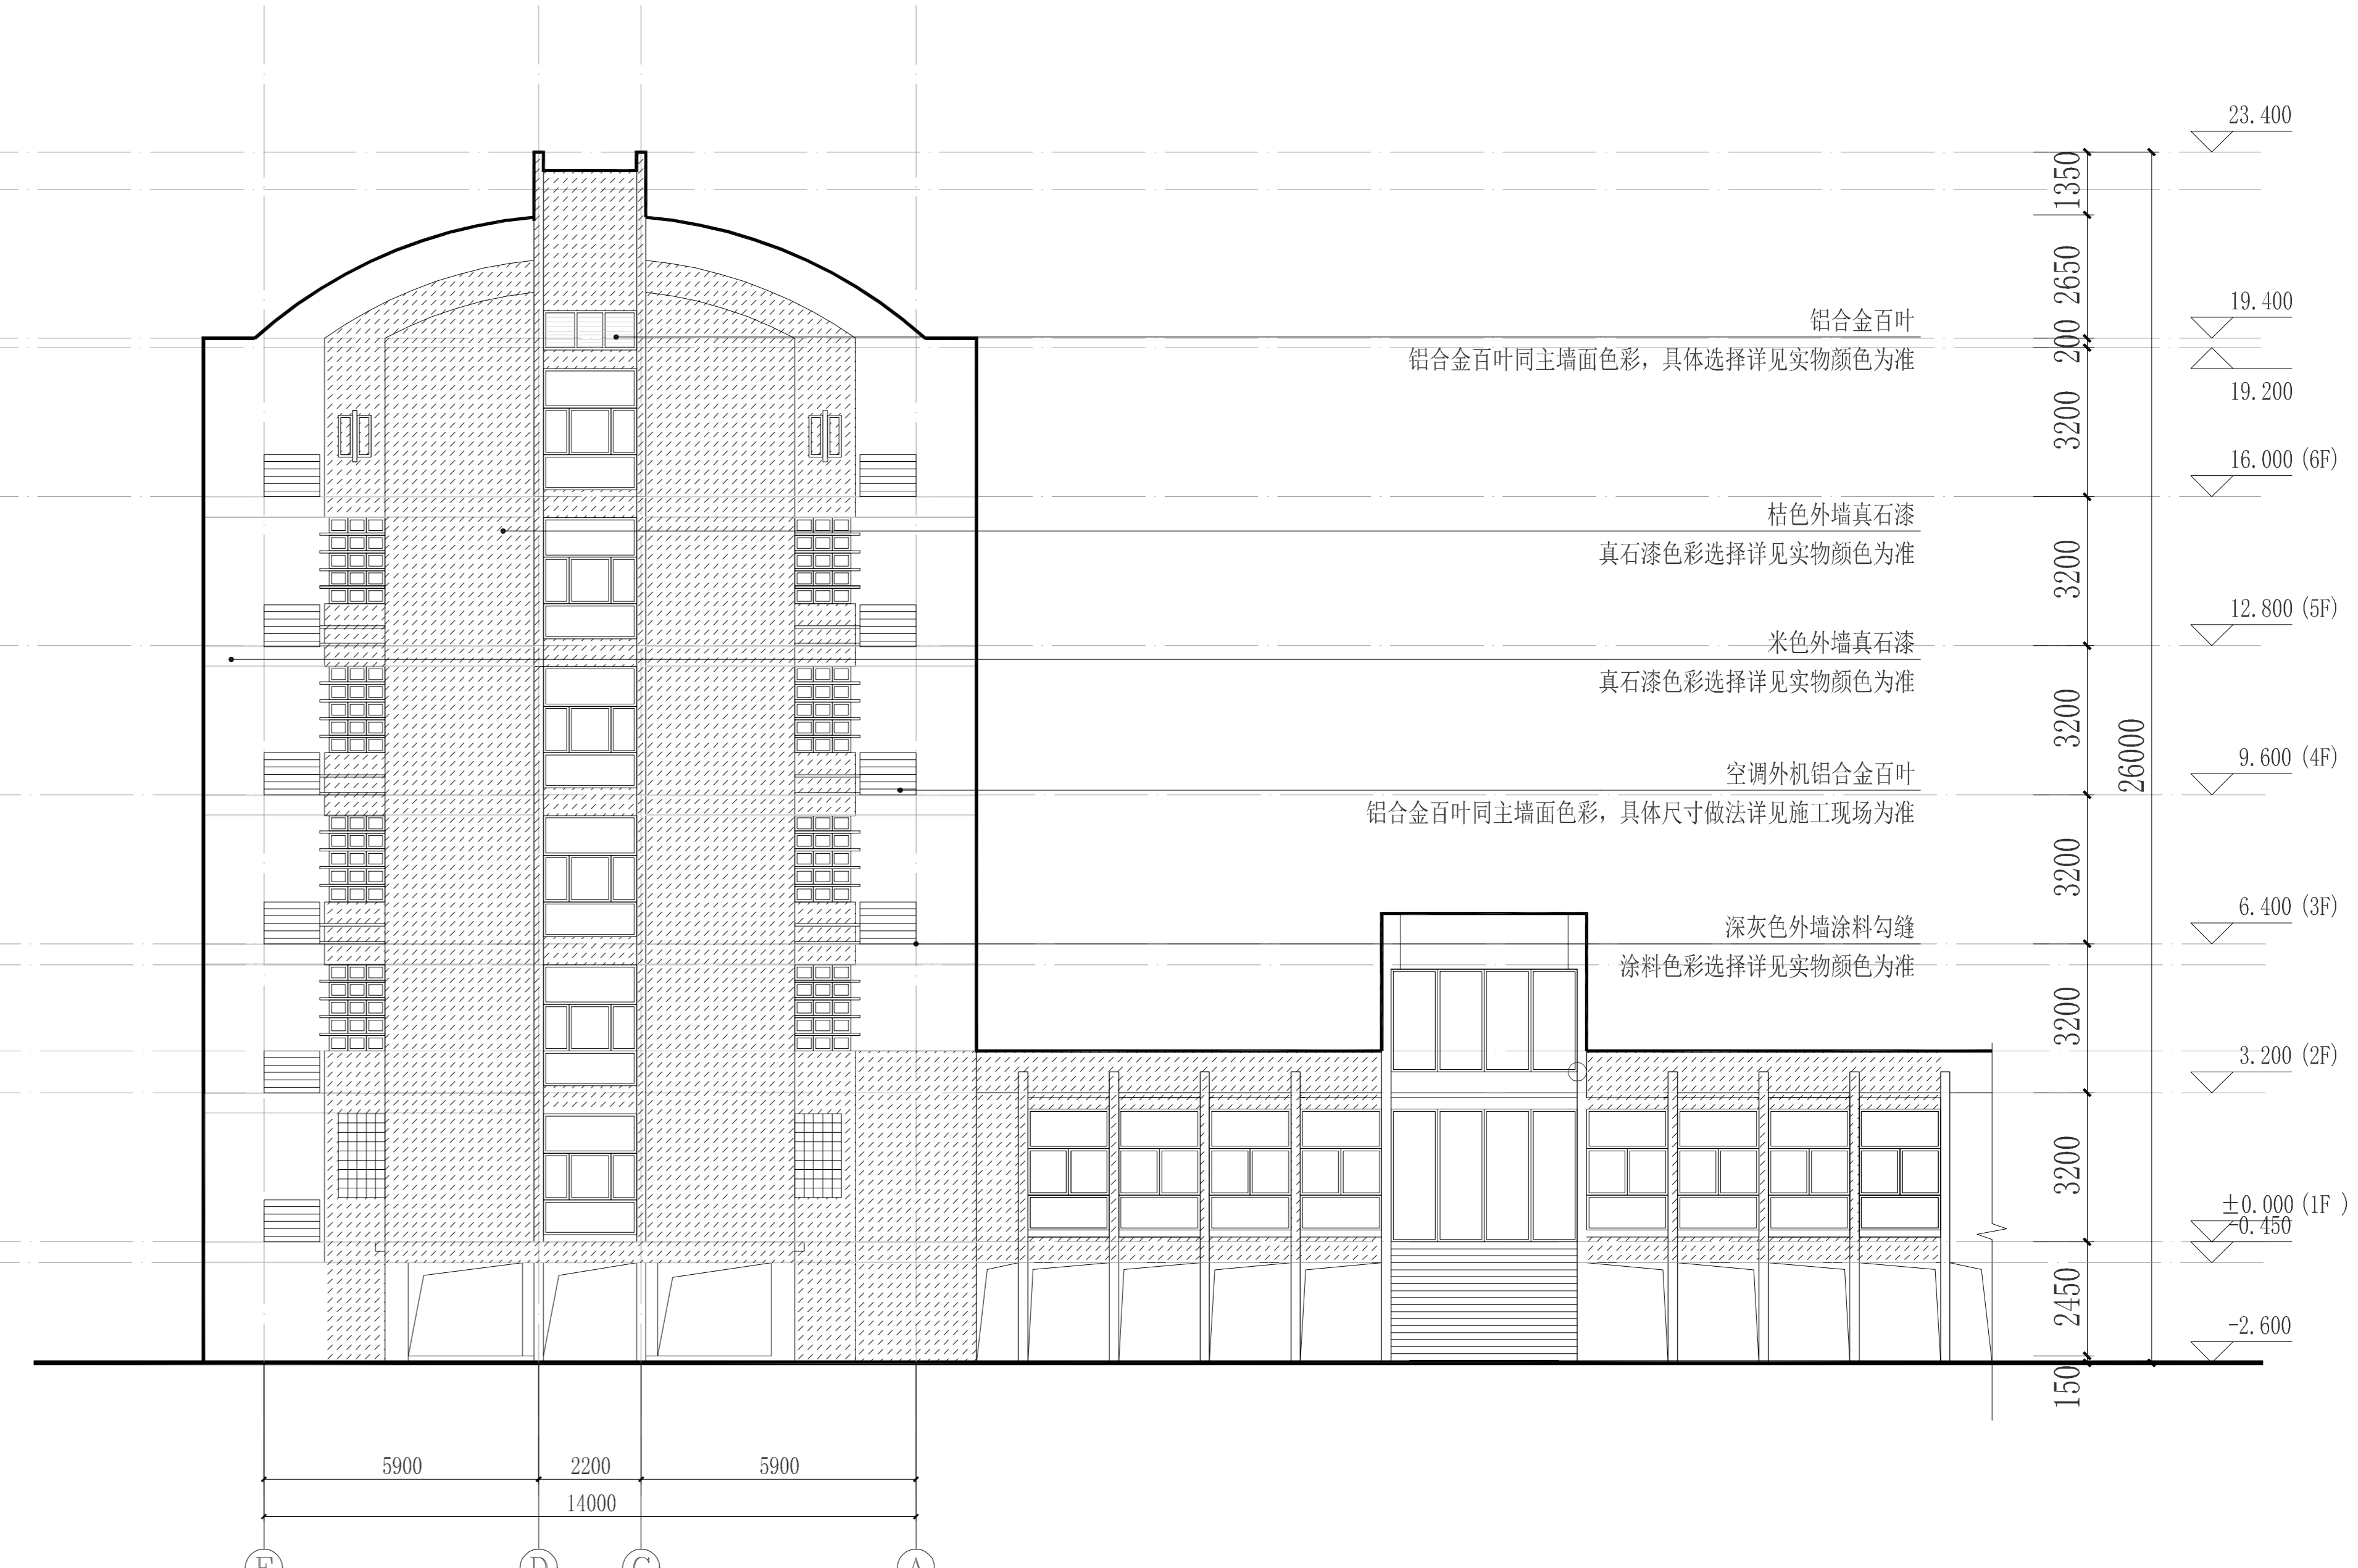 23.400
1350
2650
19.400
铝合金百叶
200
铝合金百叶同主墙面色彩，具体选择详见实物颜色为准
19.200
3200
16.000 (6F)
桔色外墙真石漆
真石漆色彩选择详见实物颜色为准
3200
12.800 (5F)
米色外墙真石漆
真石漆色彩选择详见实物颜色为准
3200
26000
9.600 (4F)
空调外机铝合金百叶
铝合金百叶同主墙面色彩，具体尺寸做法详见施工现场为准
3200
6.400 (3F)
深灰色外墙涂料勾缝
涂料色彩选择详见实物颜色为准
3200
3.200 (2F)
3200
±0.000 (1F )
-0.450
2450
-2.600
150
5900 2200 5900
14000